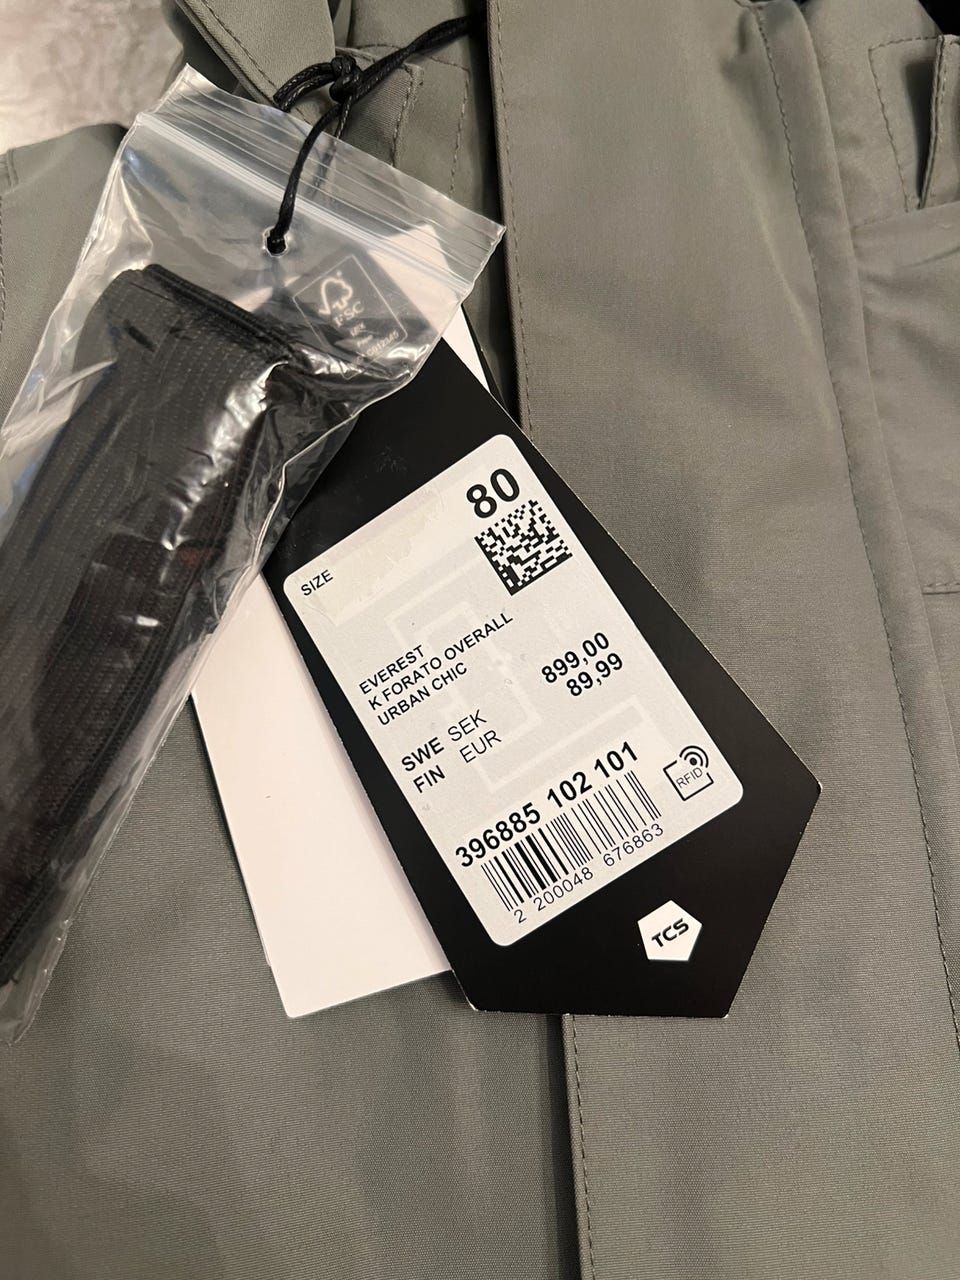 FSC
MIX
80
SIZE
EVEREST
K FORATO OVERALL
URBAN CHIC
899,00
89,99
SWE SEK
FIN EUR
396885 102 101
RFID
2 200048 676863
TCS